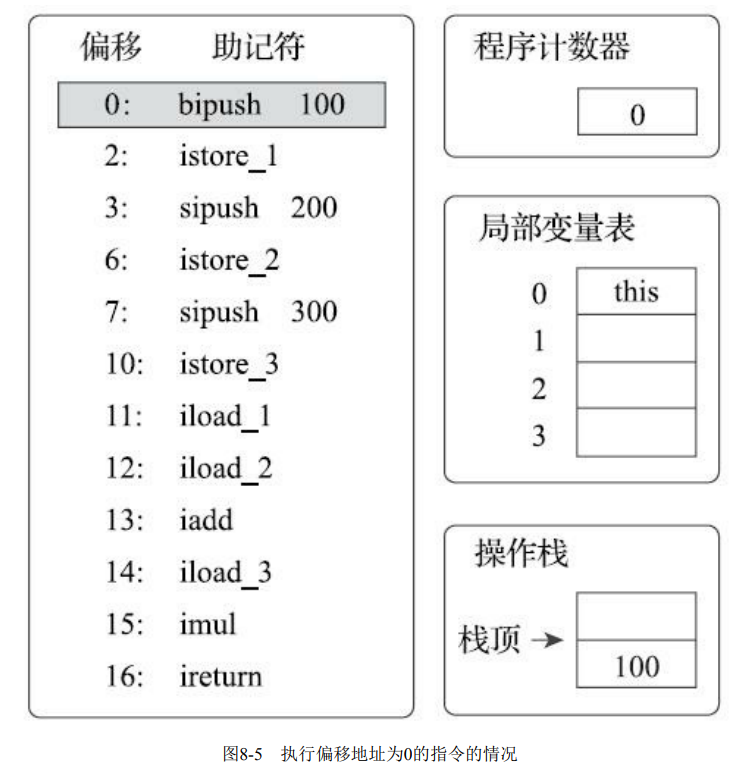 偏移 助记符
0: bipush 100
2: istore_1
3: sipush 200
6: istore_2
7: sipush 300
10: istore_3
11: iload_1
12: iload_2
13: iadd
14: iload_3
15: imul
16: ireturn
程序计数器
0
局部变量表
0 this
1
2
3
操作栈
栈顶
100
图8-5 执行偏移地址为0的指令的情况